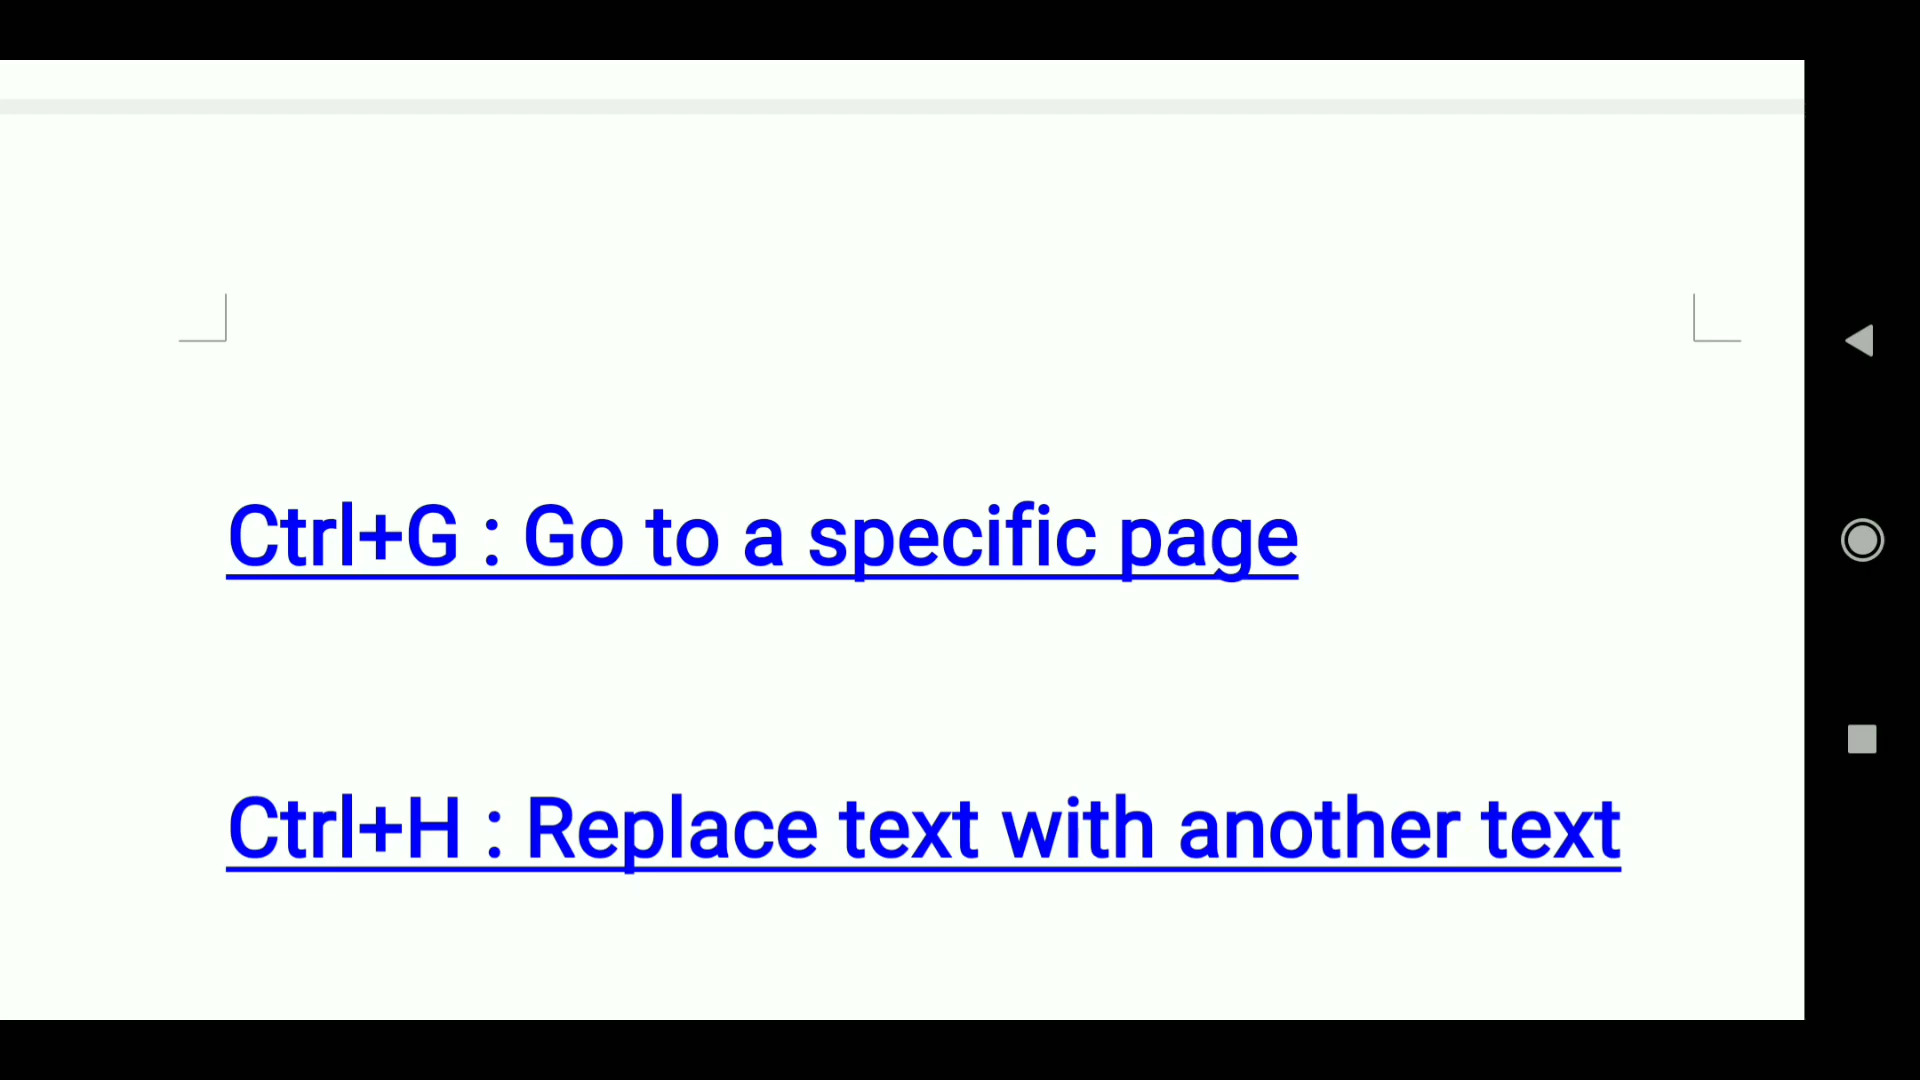 Ctrl+G : Go to a specific page
Ctrl+H : Replace text with another text